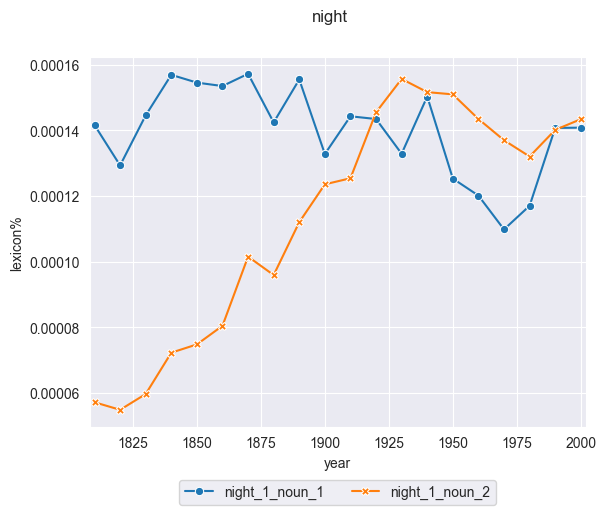 night
0.00016
0.00014
0.00012
0.00010
0.00008
0.00006
lexicon%
1825 1850 1875 1900 1925 1950 1975 2000
year
night_1_noun_1 night_1_noun_2